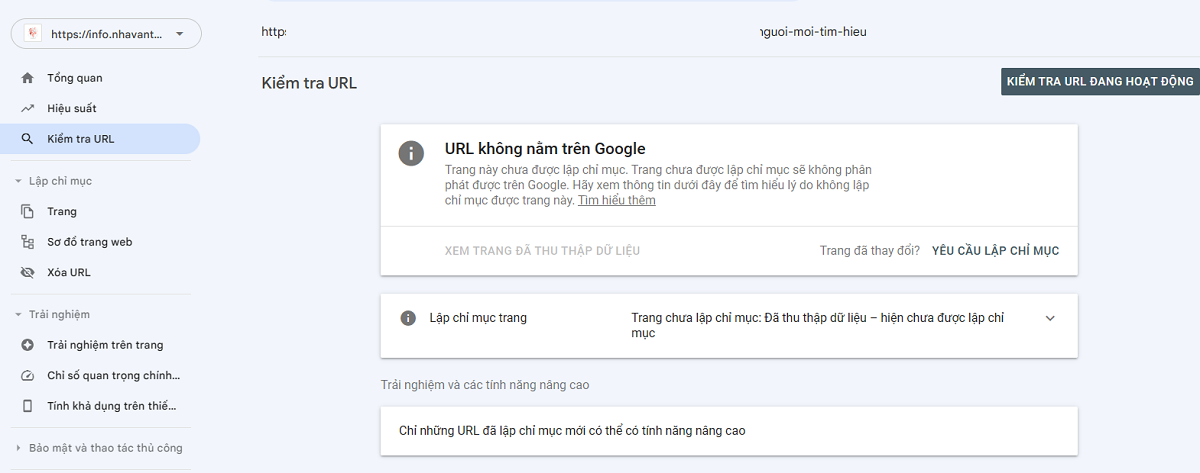 https://info.nhavant...
Tổng quan
Hiệu suất
Kiểm tra URL
Lập chỉ mục
Trang
Sơ đồ trang web
Xóa URL
Trải nghiệm
Trải nghiệm trên trang
Chỉ số quan trọng chính...
Tính khả dụng trên thiế...
Bảo mật và thao tác thủ công
https
nguoi-moi-tim-hieu
Kiểm tra URL
KIỂM TRA URL ĐANG HOẠT ĐỘNG
URL không nằm trên Google
Trang này chưa được lập chỉ mục. Trang chưa được lập chỉ mục sẽ không phân
phát được trên Google. Hãy xem thông tin dưới đây để tìm hiểu lý do không lập
chỉ mục được trang này. Tìm hiểu thêm
XEM TRANG ĐÃ THU THẬP DỮ LIỆU
Trang đã thay đổi? YÊU CẦU LẬP CHỈ MỤC
Lập chỉ mục trang
Trang chưa lập chỉ mục: Đã thu thập dữ liệu – hiện chưa được lập chỉ
mục
Trải nghiệm và các tính năng nâng cao
Chỉ những URL đã lập chỉ mục mới có thể có tính năng nâng cao